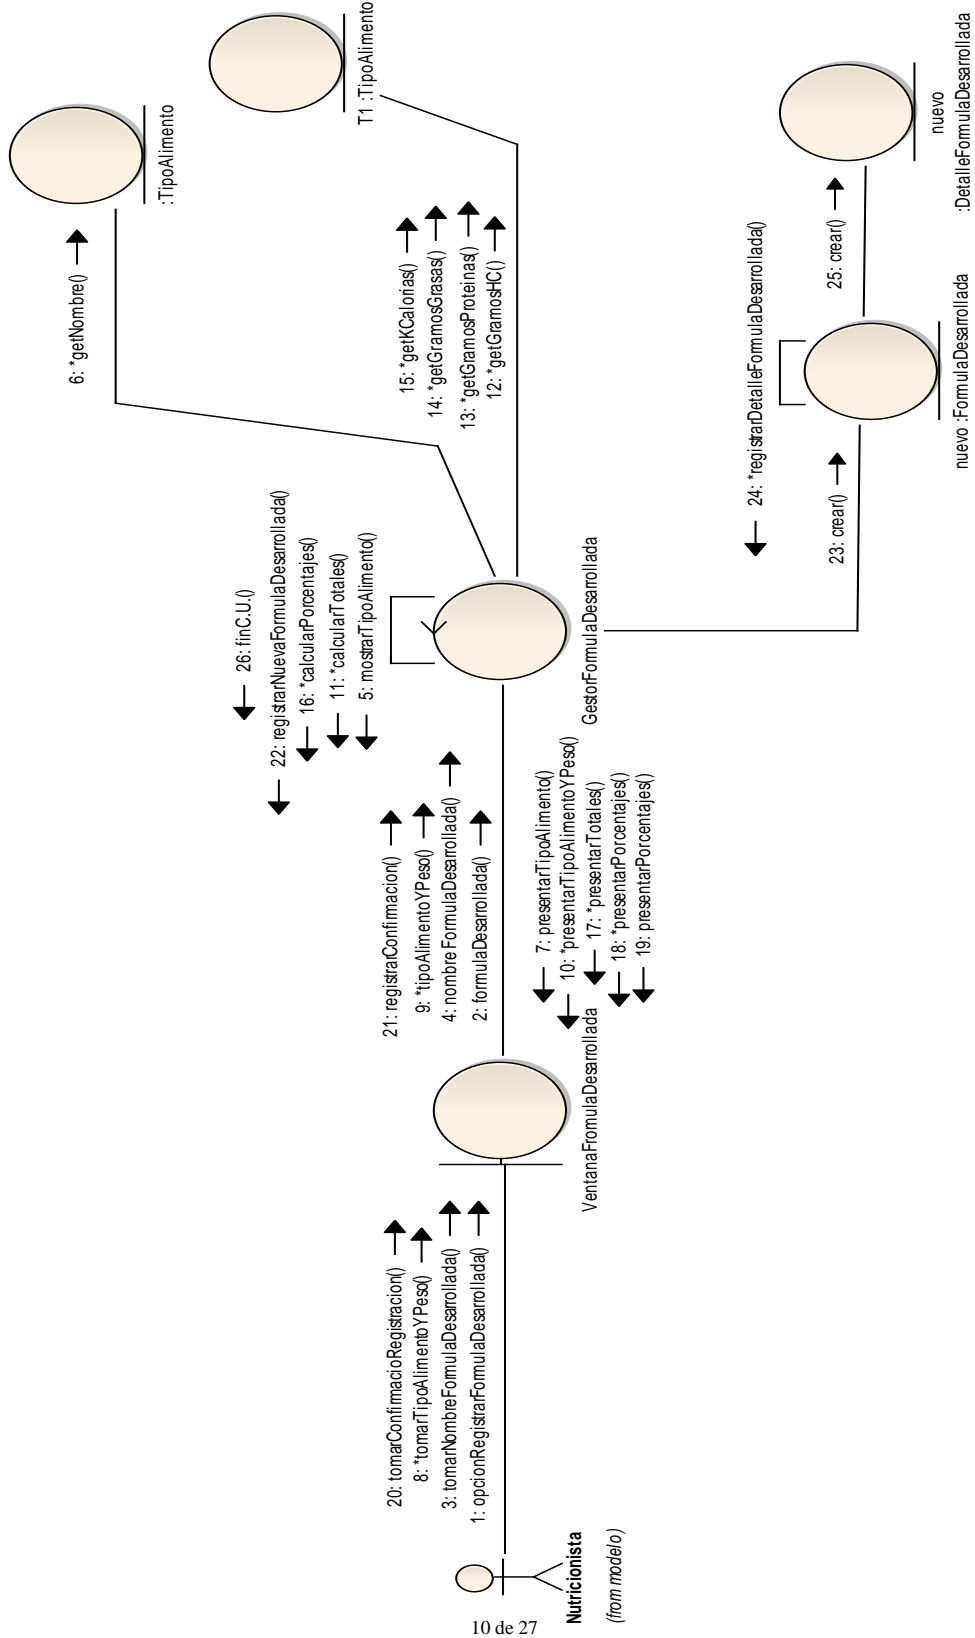 :TipoAlimento
T1 :TipoAlimento
6: *getNombre()
15: *getKCalorias()
14: *getGramosGrasas()
13: *getGramosProteinas()
12: *getGramosHC()
26: finC.U.()
22: registrarNuevaFormulaDesarrollada()
16: *calcularPorcentajes()
11: *calcularTotales()
5: mostrarTipoAlimento()
GestorFormulaDesarrollada
24: *registrarDetalleFormulaDesarrollada()
23: crear()
25: crear()
nuevo :FormulaDesarrollada
nuevo
:DetalleFormulaDesarrollada
21: registrarConfirmacion()
9: *tipoAlimentoYPeso()
4: nombreFormulaDesarrollada()
2: formulaDesarrollada()
7: presentarTipoAlimento()
10: *presentarTipoAlimentoYPeso()
17: *presentarTotales()
18: *presentarPorcentajes()
19: presentarPorcentajes()
VentanaFromulaDesarrollada
20: tomarConfirmacioRegistracion()
8: *tomarTipoAlimentoYPeso()
3: tomarNombreFormulaDesarrollada()
1: opcionRegistrarFormulaDesarrollada()
Nutricionista
(from modelo)
10 de 27